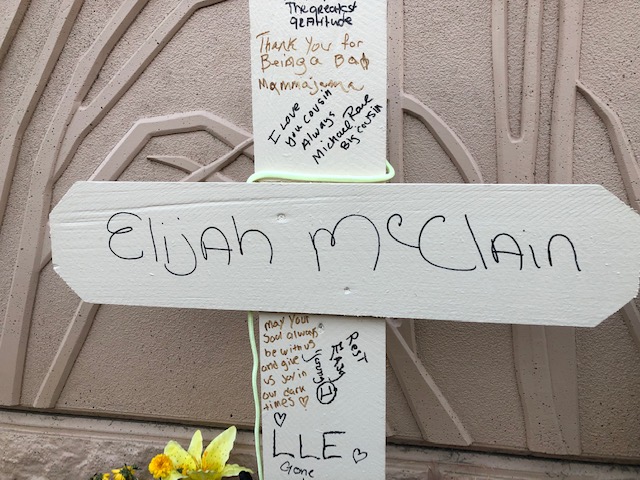 The greatest
gratitude
Thank You for
Being a Bad
Mammajamma
I Love
you cousin
Always
Michael Rave
Big cousin
Elijah McClain
may your
soul always
be with us
and give
us joy in
our dark
times
REST
EASY
LLE
Gone